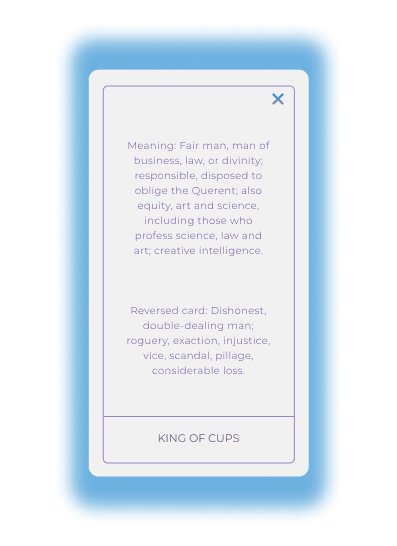 Meaning: Fair man, man of
business, law, or divinity;
responsible, disposed to
oblige the Querent; also
equity, art and science,
including those who
profess science, law and
art; creative intelligence.
Reversed card: Dishonest,
double-dealing man;
roguery, exaction, injustice,
vice, scandal, pillage,
considerable loss.
KING OF CUPS